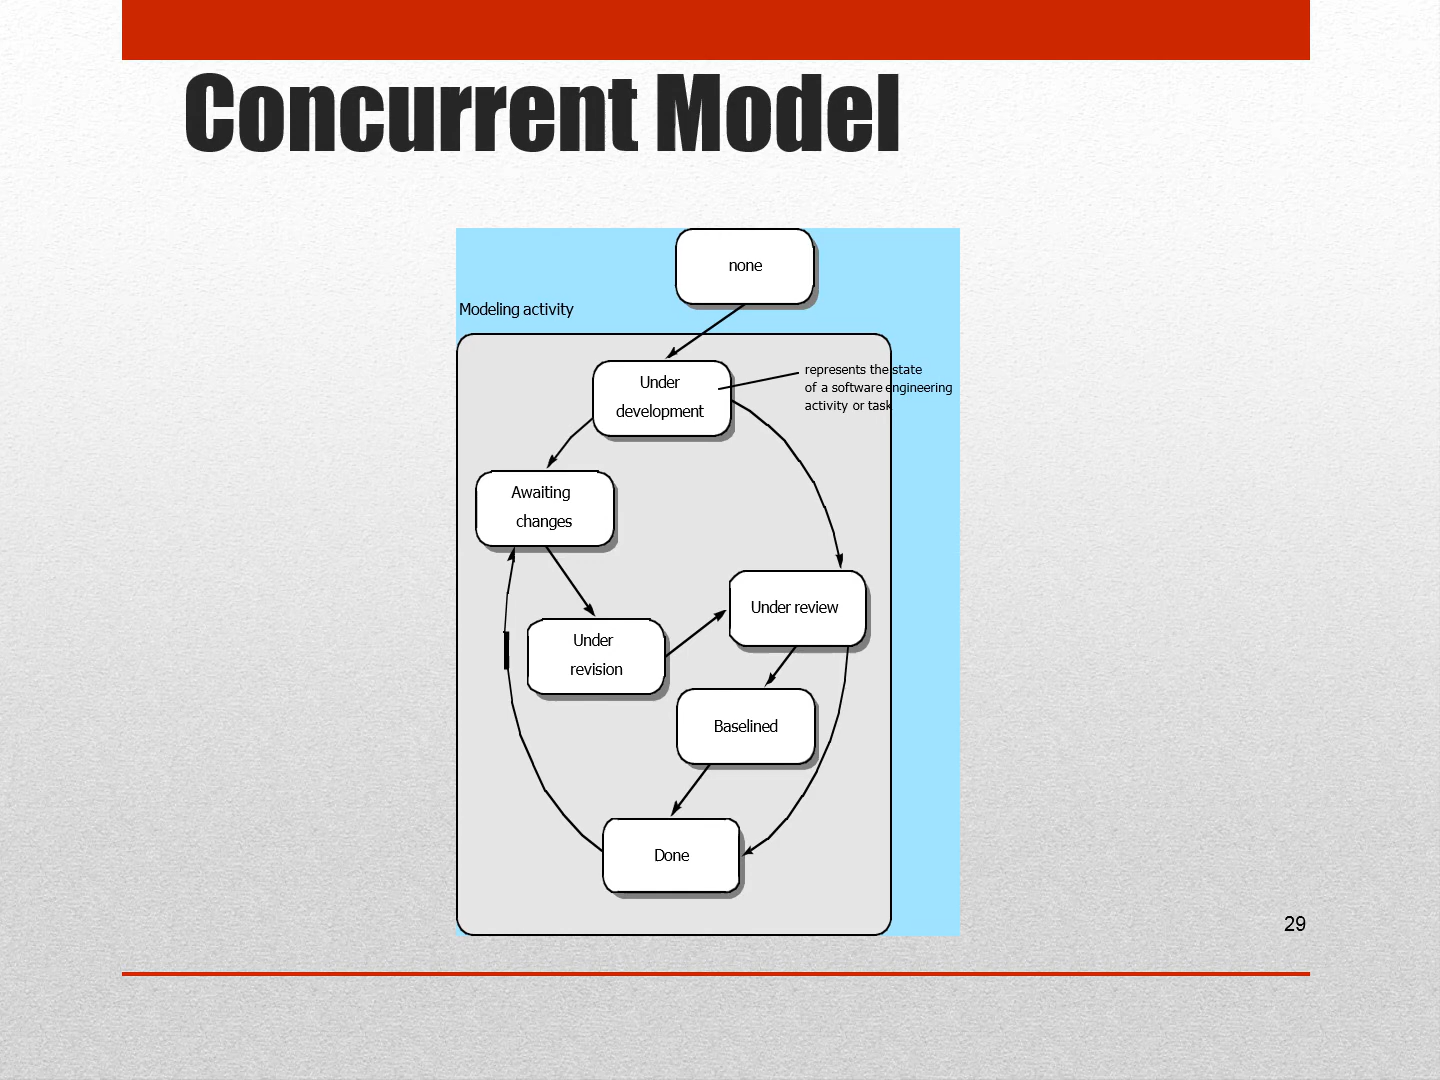 Concurrent Model
none
Modeling activity
represents the state
of a software engineering
activity or task
Under
development
Awaiting
changes
Under review
Under
revision
Baselined
Done
29